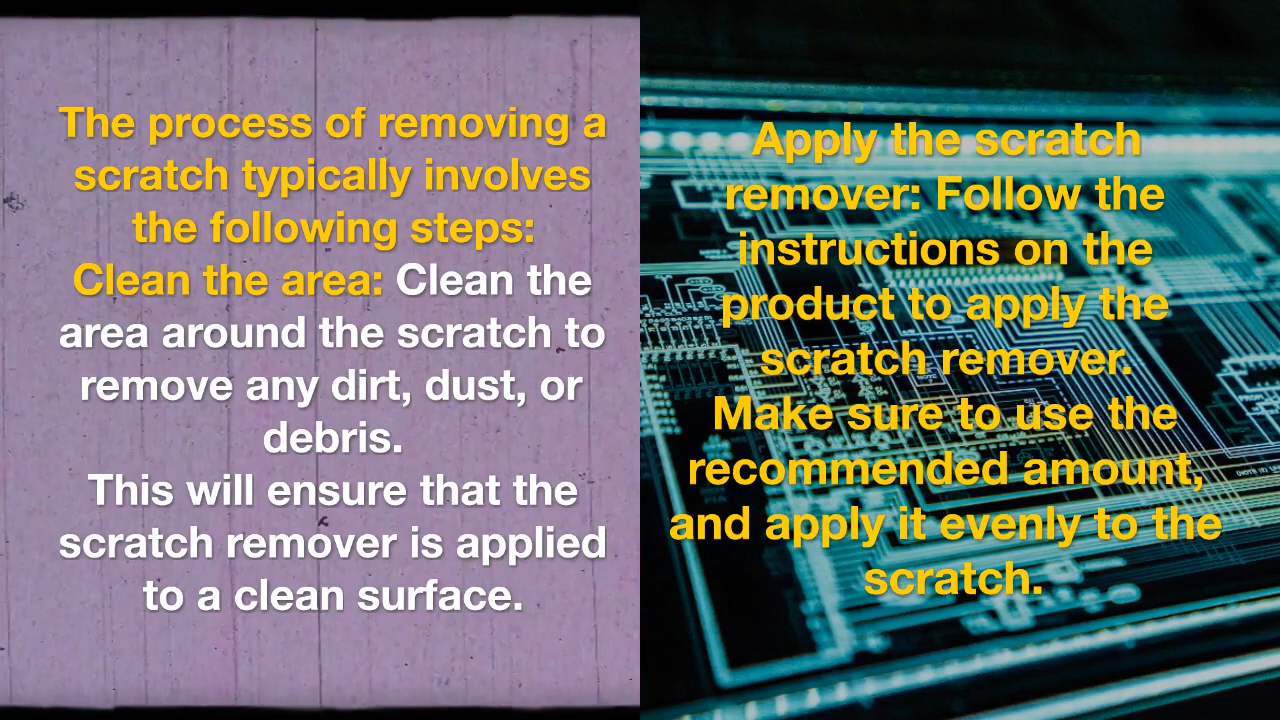 The process of removing a
scratch typically involves
the following steps:
Clean the area: Clean the
area around the scratch to
remove any dirt, dust, or
debris.
This will ensure that the
scratch remover is applied
to a clean surface.
Apply the scratch
remover: Follow the
instructions on the
product to apply the
scratch remover.
Make sure to use the
recommended amount,
and apply it evenly to the
scratch.